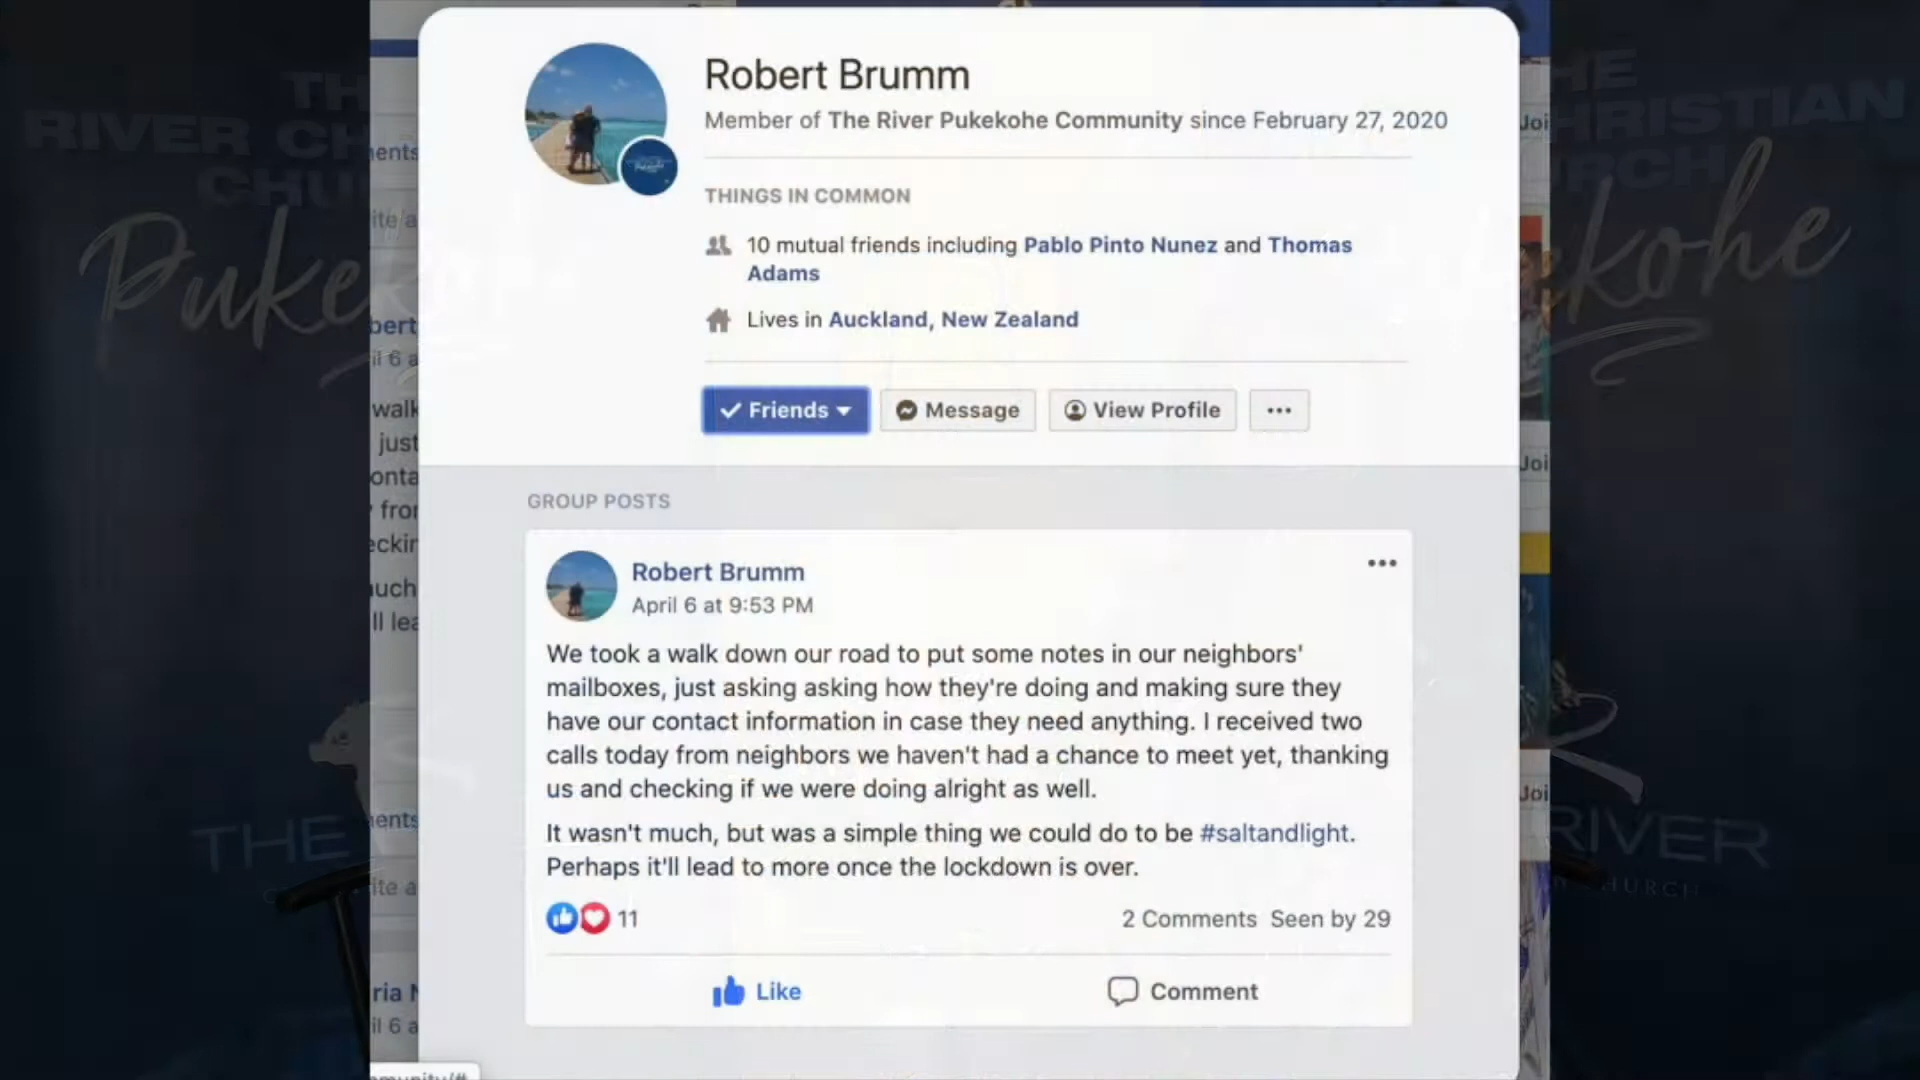 Robert Brumm
Member of The River Pukekohe Community since February 27, 2020
THINGS IN COMMON
10 mutual friends including Pablo Pinto Nunez and Thomas
Adams
Lives in Auckland, New Zealand
Friends
Message
View Profile
GROUP POSTS
Robert Brumm
April 6 at 9:53 PM
We took a walk down our road to put some notes in our neighbors'
mailboxes, just asking asking how they're doing and making sure they
have our contact information in case they need anything. I received two
calls today from neighbors we haven't had a chance to meet yet, thanking
us and checking if we were doing alright as well.
It wasn't much, but was a simple thing we could do to be #saltandlight.
Perhaps it'll lead to more once the lockdown is over.
11
2 Comments Seen by 29
Like
Comment
RIVER
Pukekohe
THE
RIVER